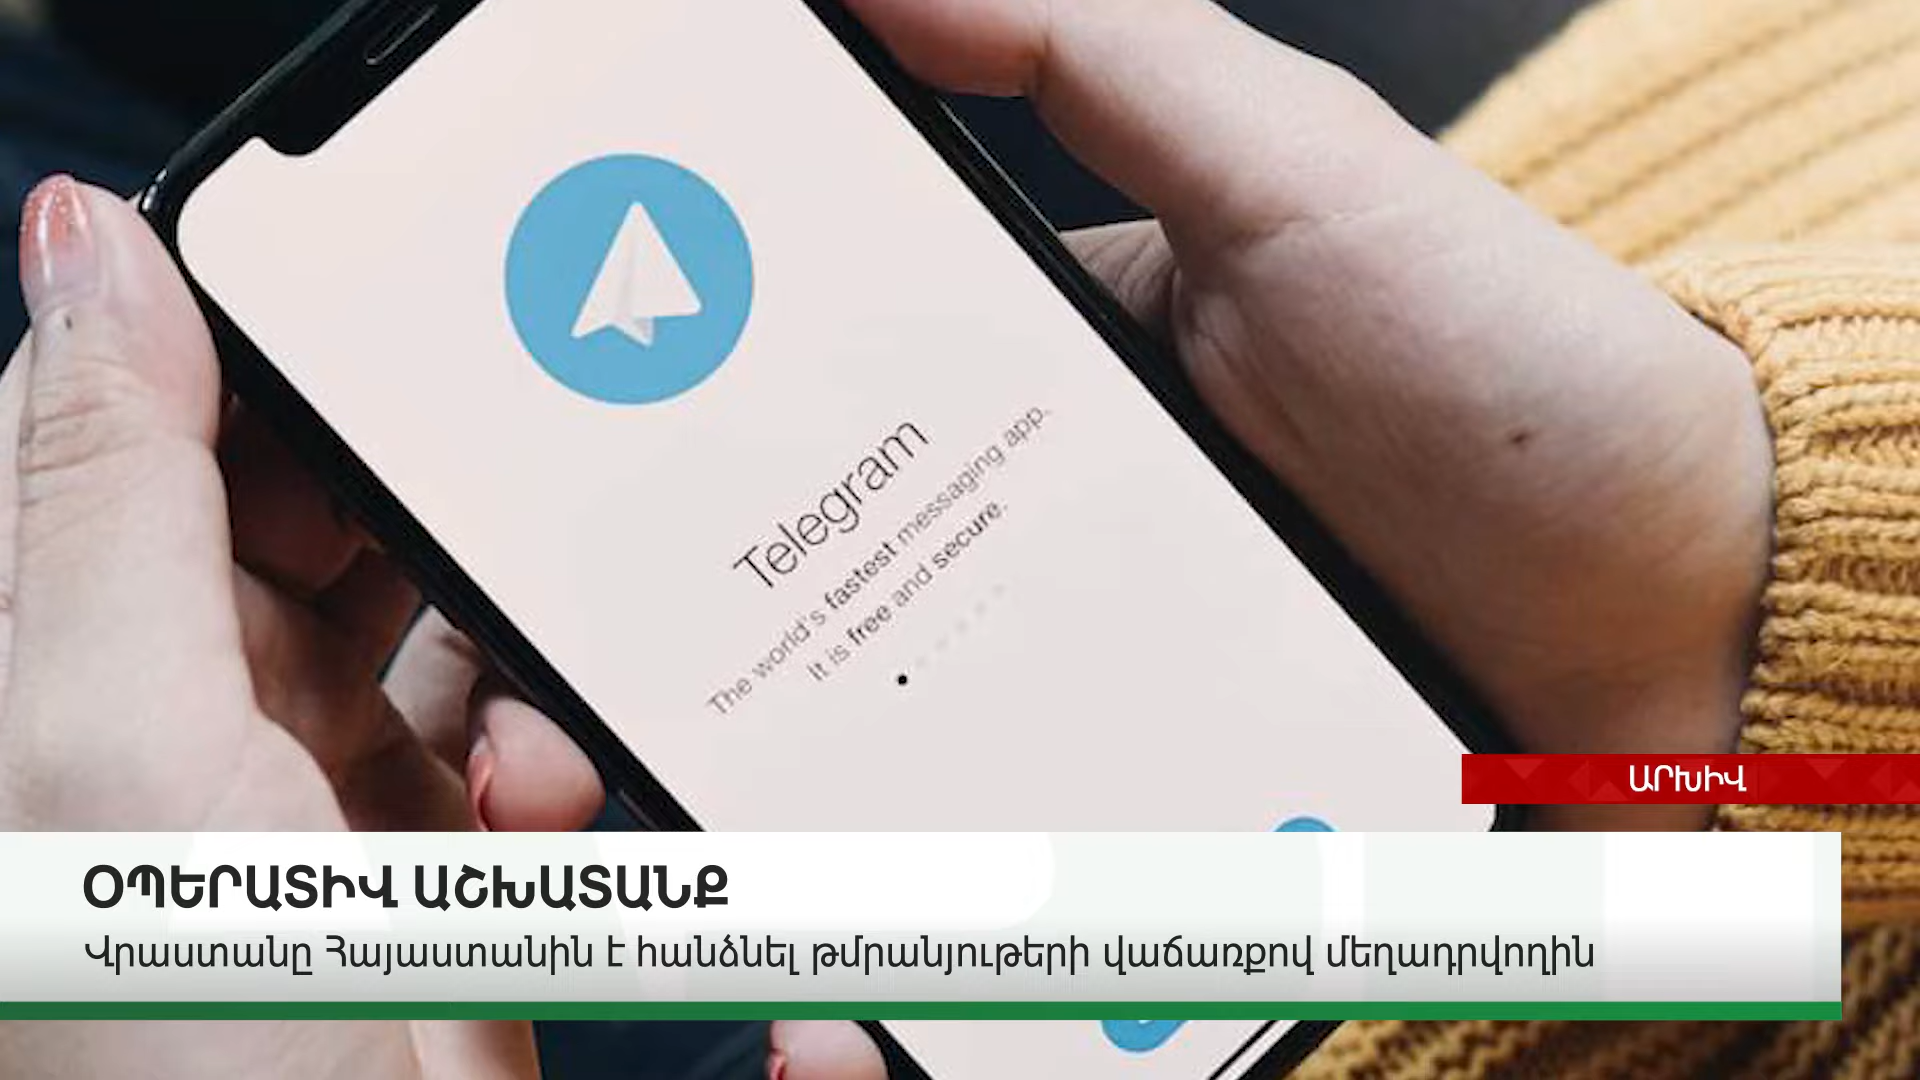 Telegram
The world's fastest messaging app.
It is free and secure.
ԱՐԽԻՎ
ՕՊԵՐԱՏԻՎ ԱՇԽԱՏԱՆՔ
Վրաստանը Հայաստանին է հանձնել թմրանյութերի վաճառքով մեղադրվողին